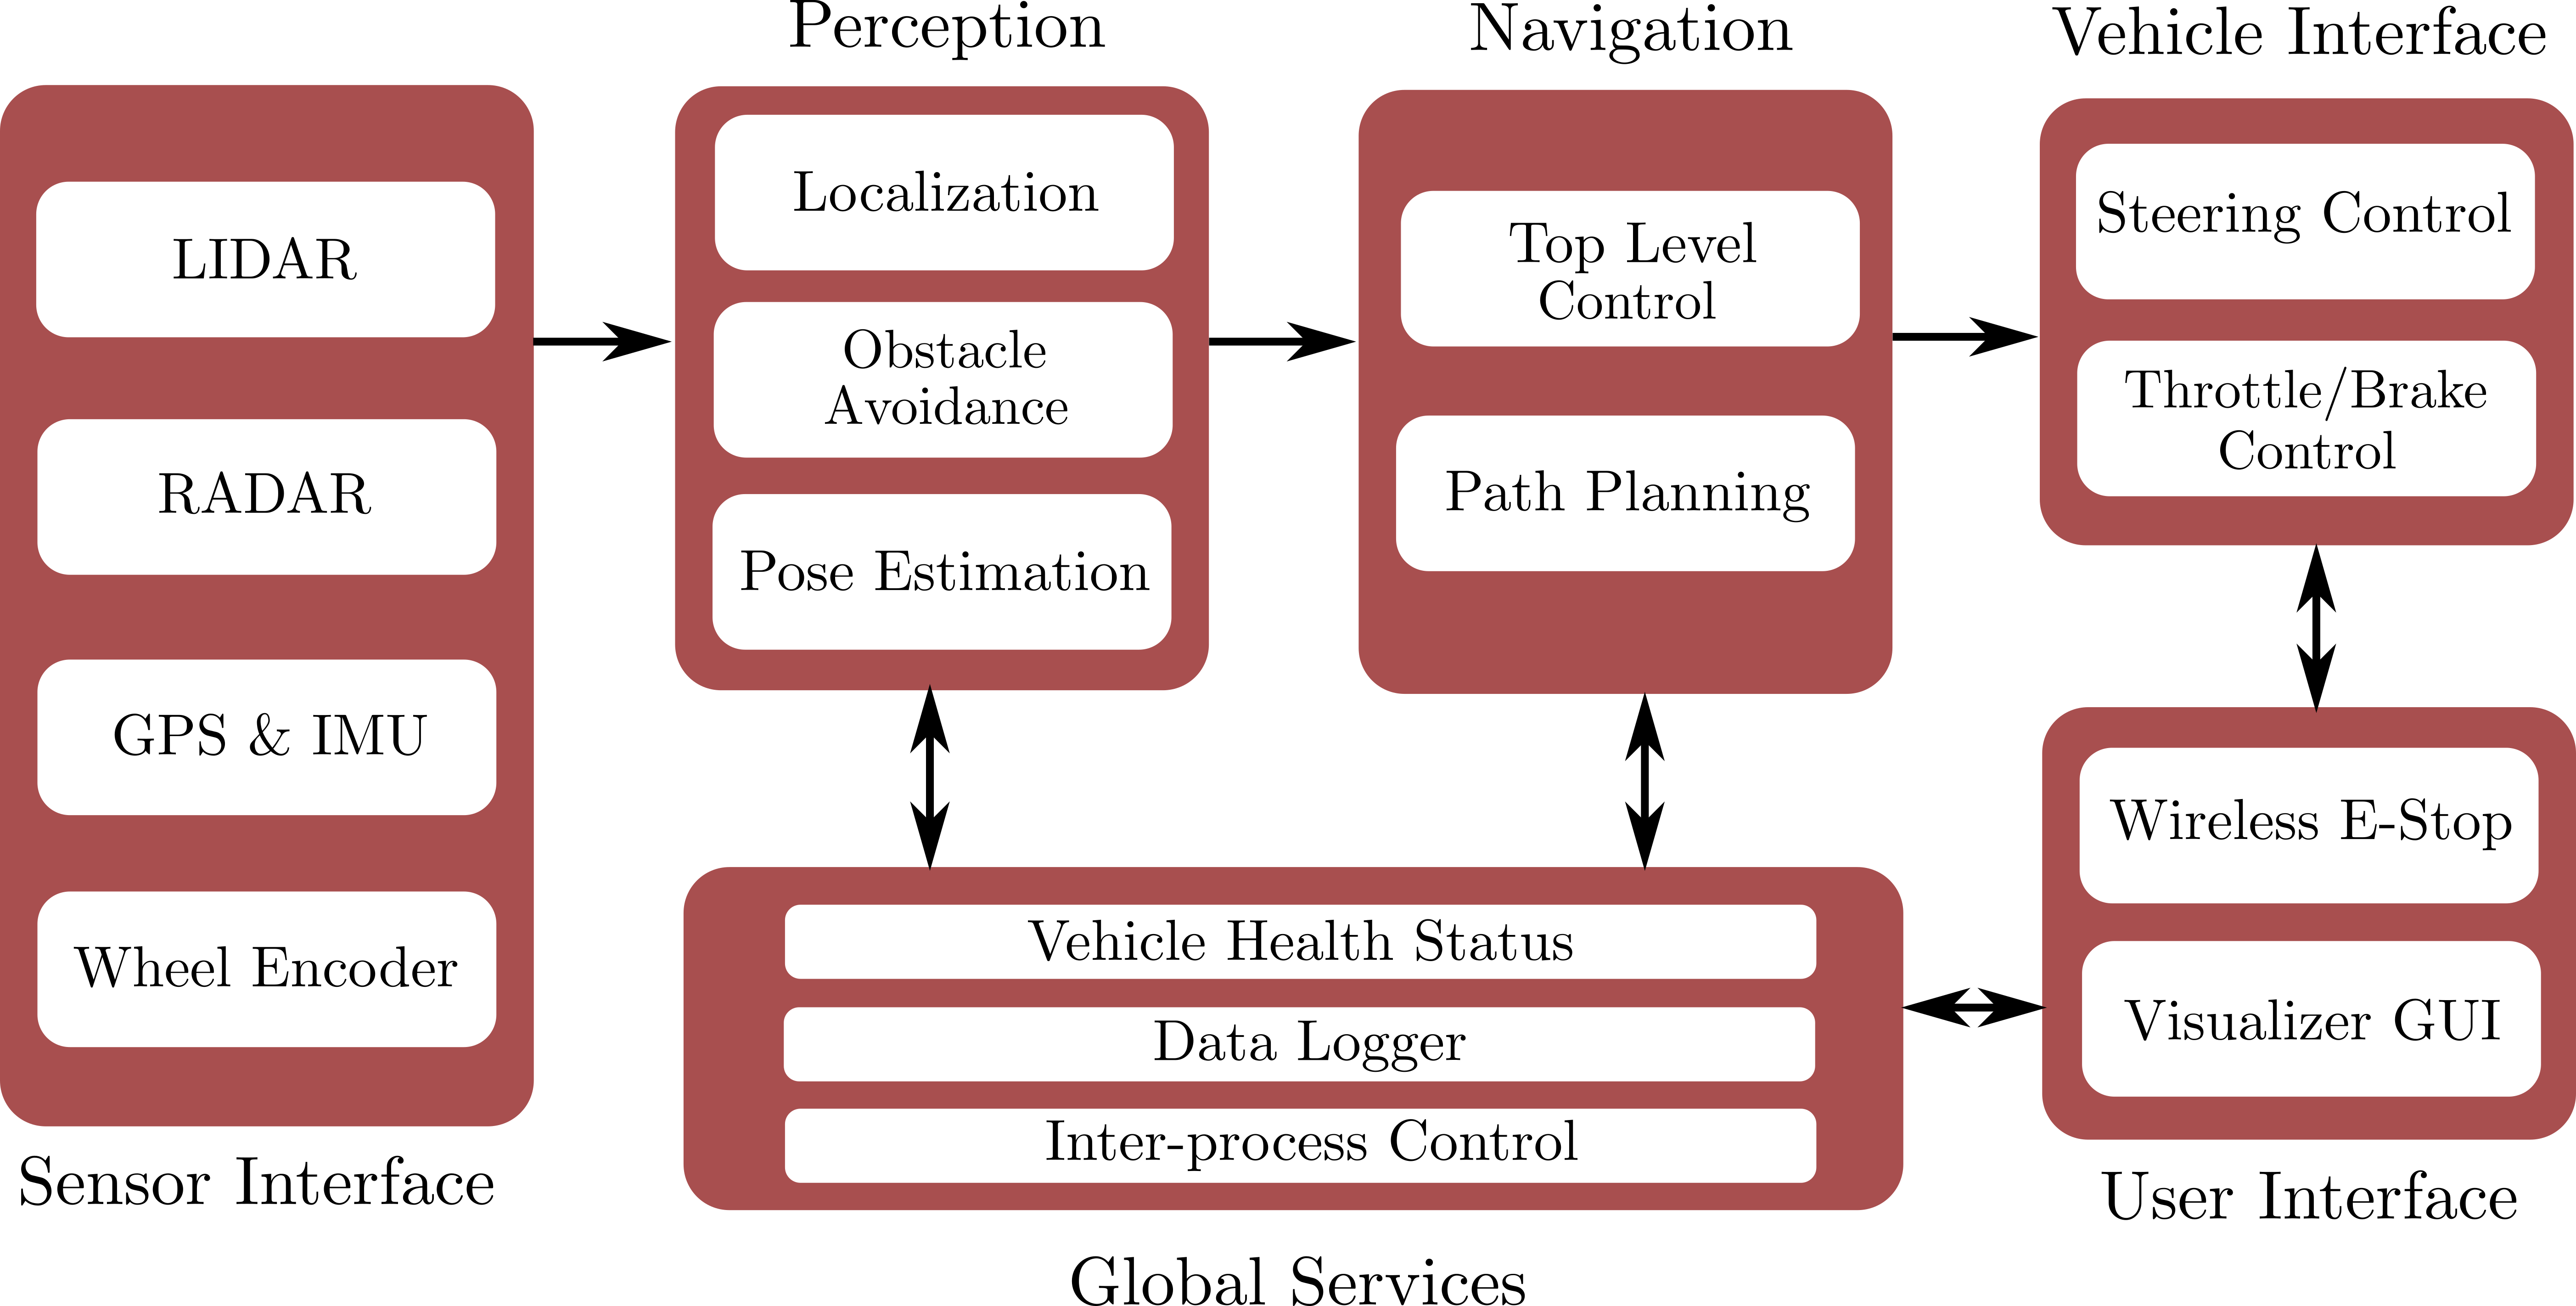 Perception
Navigation
Vehicle Interface
LIDAR
RADAR
GPS & IMU
Wheel Encoder
Sensor Interface
Localization
Obstacle
Avoidance
Pose Estimation
Top Level
Control
Path Planning
Steering Control
Throttle/Brake
Control
Vehicle Health Status
Data Logger
Inter-process Control
Global Services
Wireless E-Stop
Visualizer GUI
User Interface